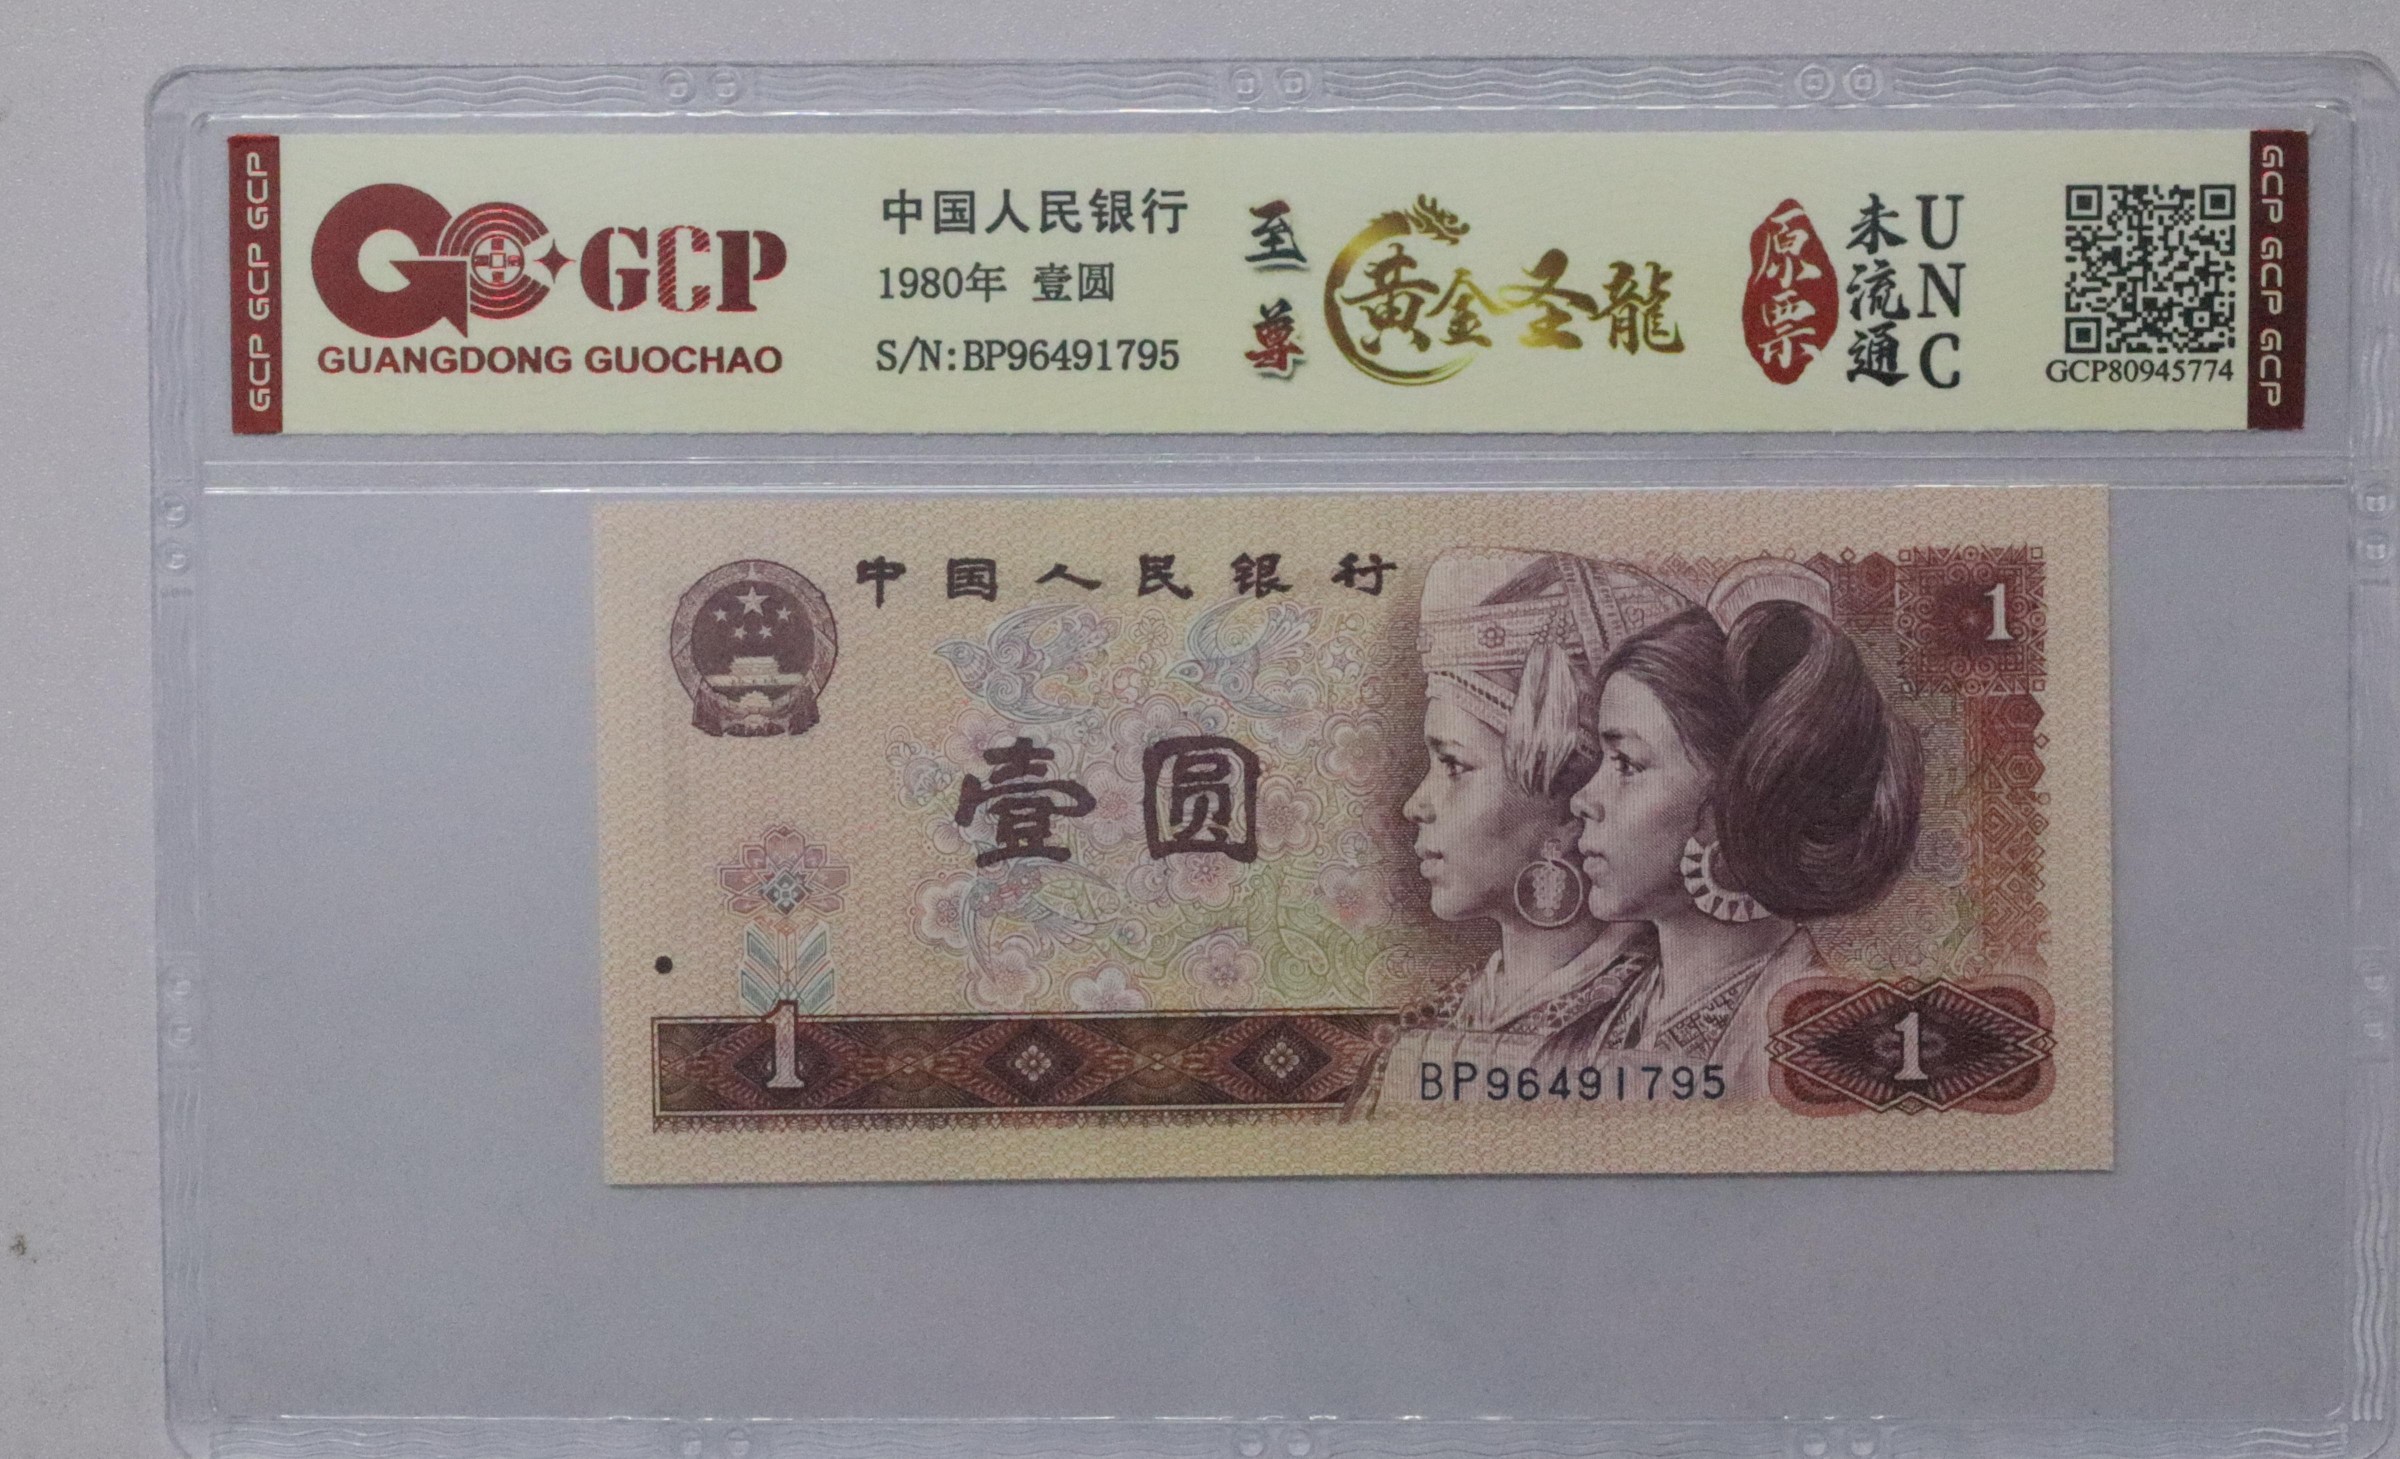 GCP GCP GCP
GC GCP
GUANGDONG GUOCHAO
中国人民银行
1980年 壹圆
S/N:BP96491795
至尊
黄金圣龍
原票
未流通
UNC
GCP80945774
GCP GCP GCP
中国人民银行
1
壹圆
1
BP96491795
1